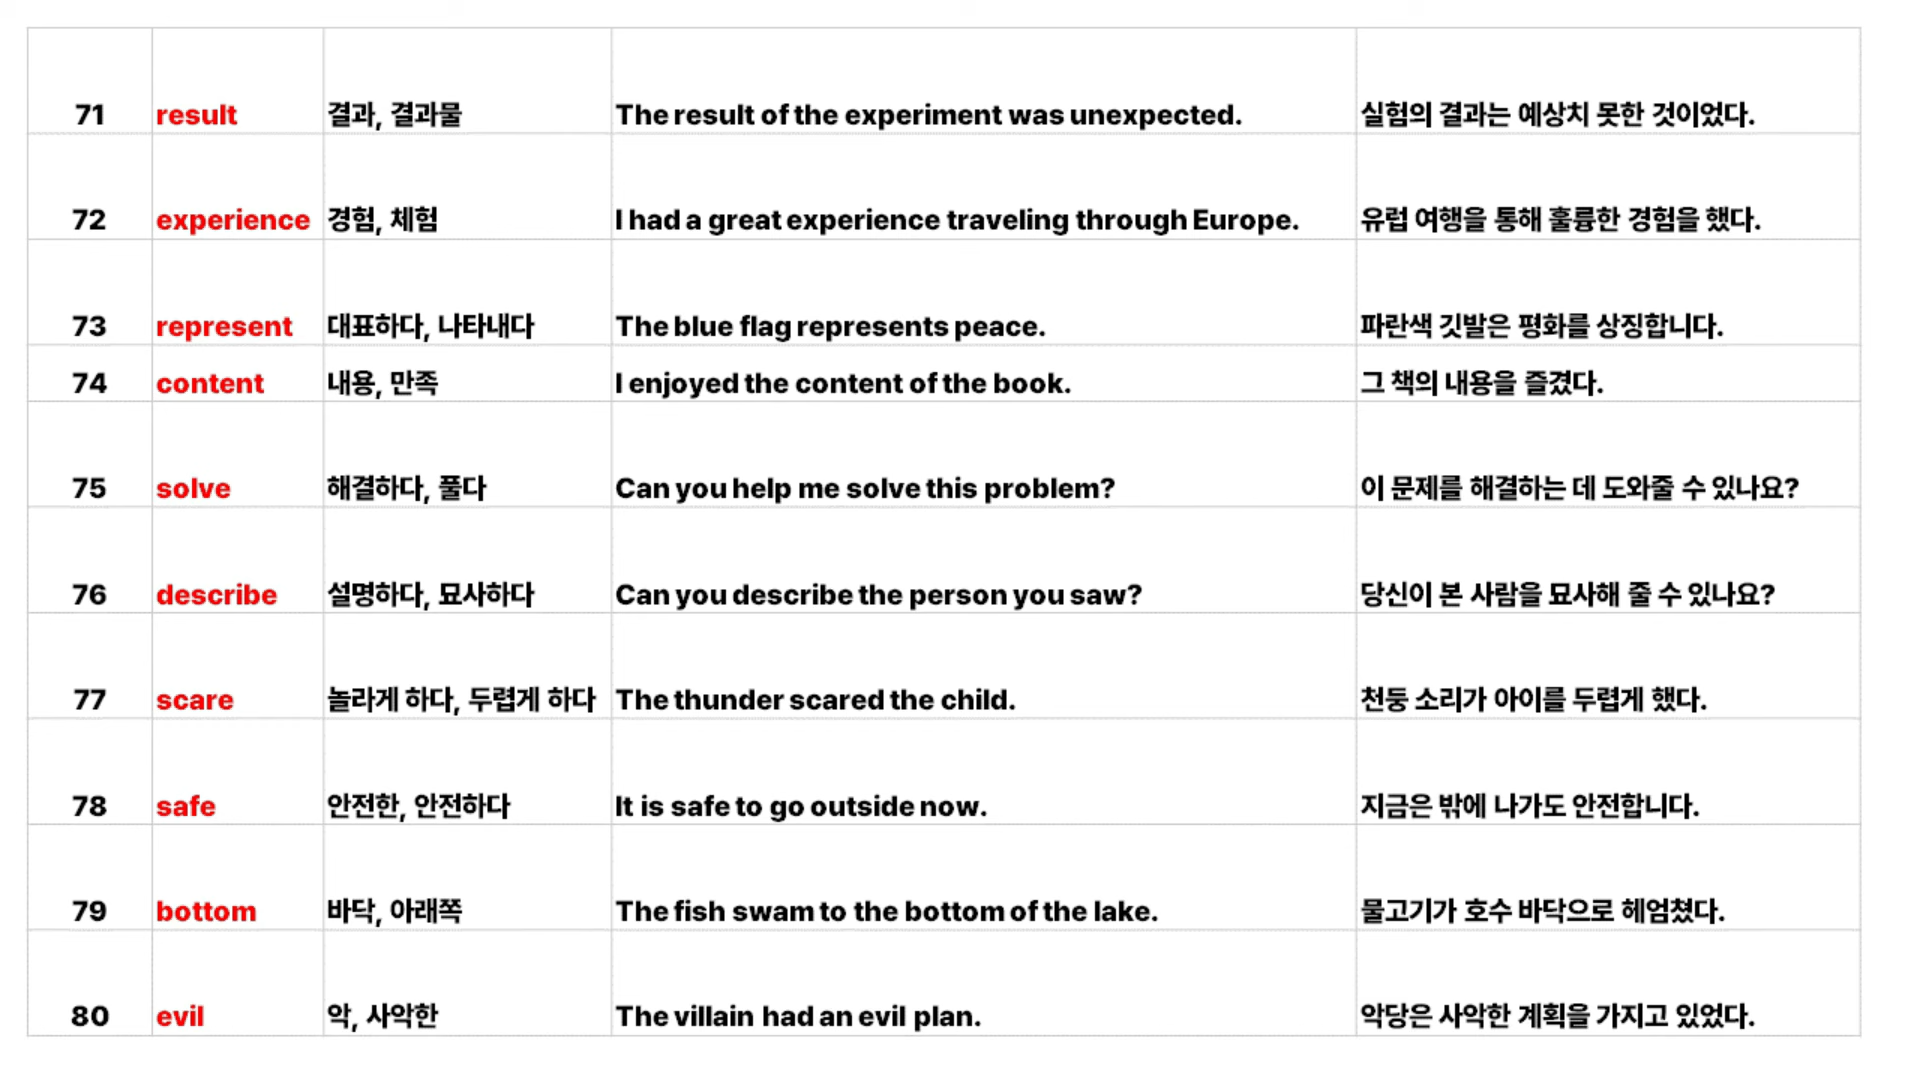 71 result 결과, 결과물 The result of the experiment was unexpected. 실험의 결과는 예상치 못한 것이었다.
72 experience 경험, 체험 I had a great experience traveling through Europe. 유럽 여행을 통해 훌륭한 경험을 했다.
73 represent 대표하다, 나타내다 The blue flag represents peace. 파란색 깃발은 평화를 상징합니다.
74 content 내용, 만족 I enjoyed the content of the book. 그 책의 내용을 즐겼다.
75 solve 해결하다, 풀다 Can you help me solve this problem? 이 문제를 해결하는 데 도와줄 수 있나요?
76 describe 설명하다, 묘사하다 Can you describe the person you saw? 당신이 본 사람을 묘사해 줄 수 있나요?
77 scare 놀라게 하다, 두렵게 하다 The thunder scared the child. 천둥 소리가 아이를 두렵게 했다.
78 safe 안전한, 안전하다 It is safe to go outside now. 지금은 밖에 나가도 안전합니다.
79 bottom 바닥, 아래쪽 The fish swam to the bottom of the lake. 물고기가 호수 바닥으로 헤엄쳤다.
80 evil 악, 사악한 The villain had an evil plan. 악당은 사악한 계획을 가지고 있었다.